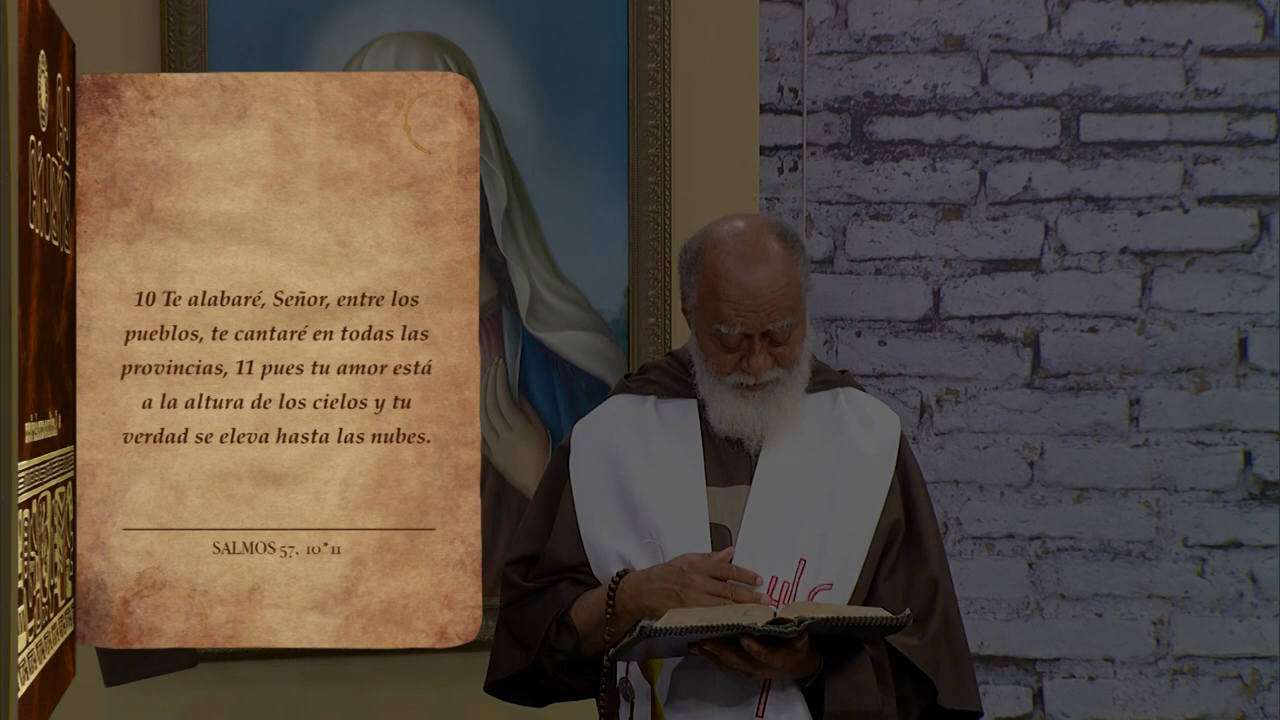 10 Te alabaré, Señor, entre los
pueblos, te cantaré en todas las
provincias, 11 pues tu amor está
a la altura de los cielos y tu
verdad se eleva hasta las nubes.
SALMOS 57, 10*11